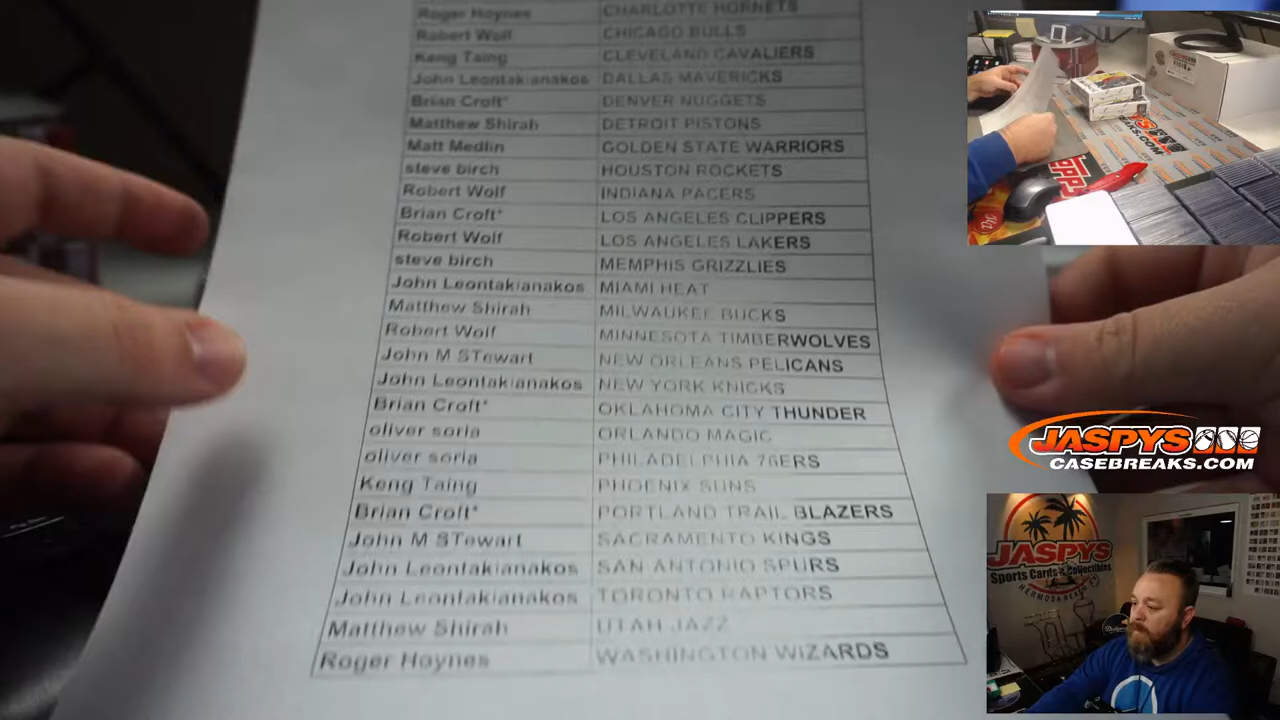 Roger Hoynes CHARLOTTE HORNETS
Robert Wolf CHICAGO BULLS
Keng Taing CLEVELAND CAVALIERS
John Leontakianakos DALLAS MAVERICKS
Brian Croft* DENVER NUGGETS
Matthew Shirah DETROIT PISTONS
Matt Medlin GOLDEN STATE WARRIORS
steve birch HOUSTON ROCKETS
Robert Wolf INDIANA PACERS
Brian Croft* LOS ANGELES CLIPPERS
Robert Wolf LOS ANGELES LAKERS
steve birch MEMPHIS GRIZZLIES
John Leontakianakos MIAMI HEAT
Matthew Shirah MILWAUKEE BUCKS
Robert Wolf MINNESOTA TIMBERWOLVES
John M STewart NEW ORLEANS PELICANS
John Leontakianakos NEW YORK KNICKS
Brian Croft* OKLAHOMA CITY THUNDER
oliver soria ORLANDO MAGIC
oliver soria PHILADELPHIA 76ERS
Keng Taing PHOENIX SUNS
Brian Croft* PORTLAND TRAIL BLAZERS
John M STewart SACRAMENTO KINGS
John Leontakianakos SAN ANTONIO SPURS
John Leontakianakos TORONTO RAPTORS
Matthew Shirah UTAH JAZZ
Roger Hoynes WASHINGTON WIZARDS
JASPYS
CASEBREAKS.COM
JASPYS
Sports Cards & Collectibles
HERMOSA BEACH
Dodgers